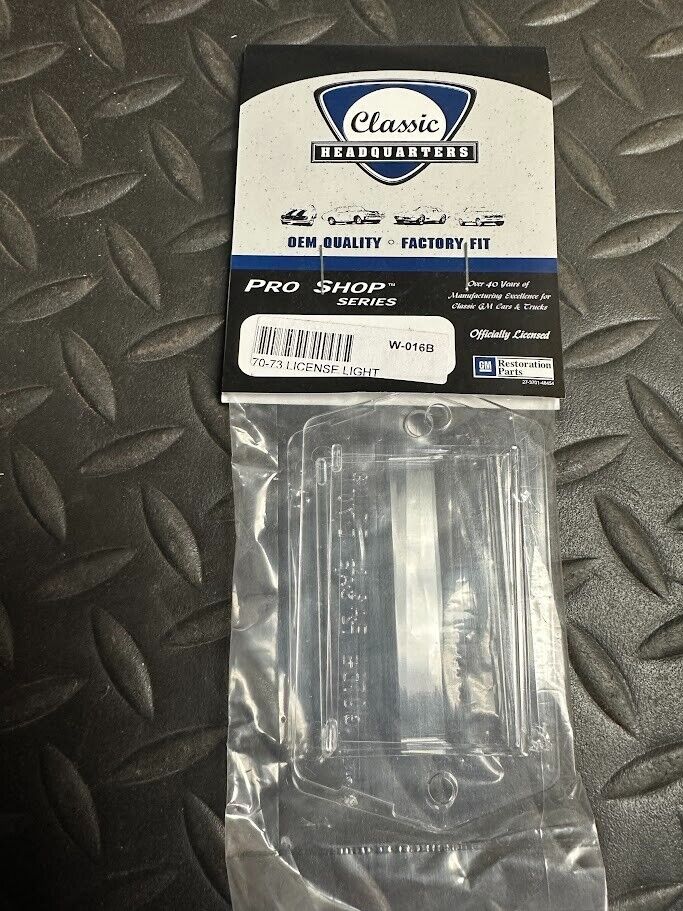 Classic
HEADQUARTERS
OEM QUALITY ◦ FACTORY FIT
PRO SHOP™
SERIES
Over 40 Years of
Manufacturing Excellence for
Classic GM Cars & Trucks
Officially Licensed
W-016B
70-73 LICENSE LIGHT
GM
Restoration
Parts